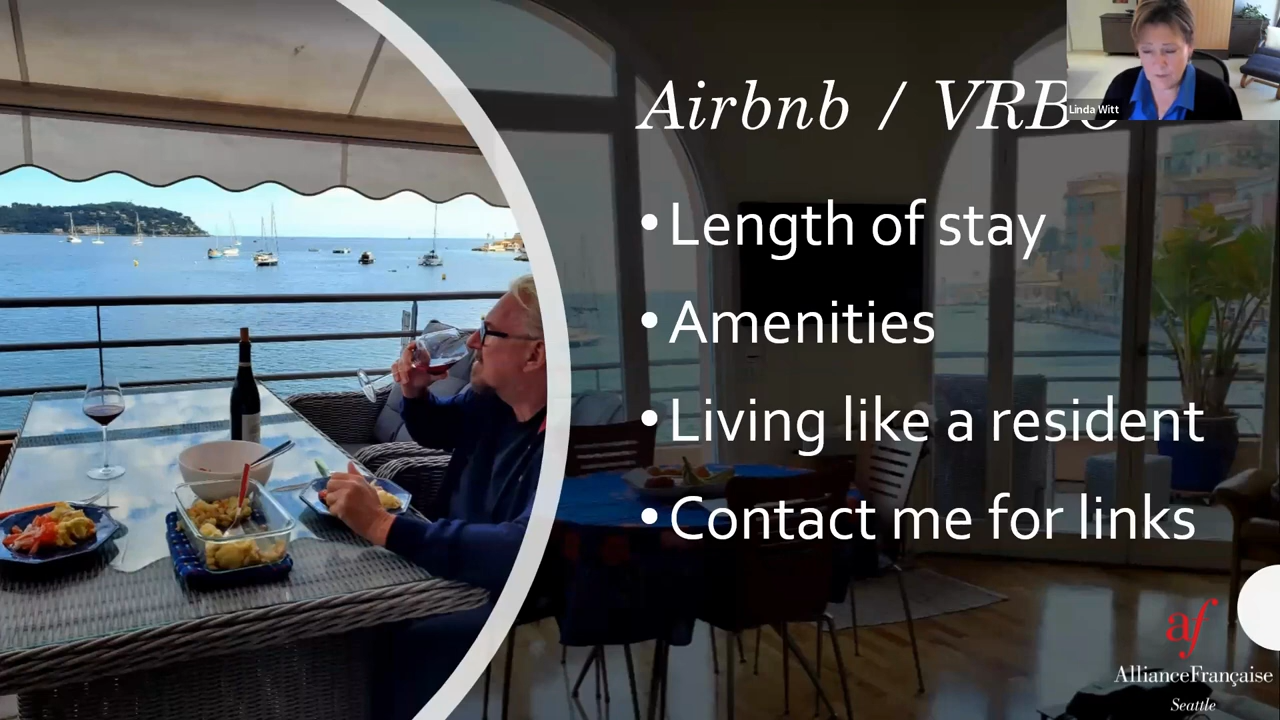 Airbnb / VRBO
Linda Witt
• Length of stay
• Amenities
• Living like a resident
• Contact me for links
af
AllianceFrançaise
Seattle